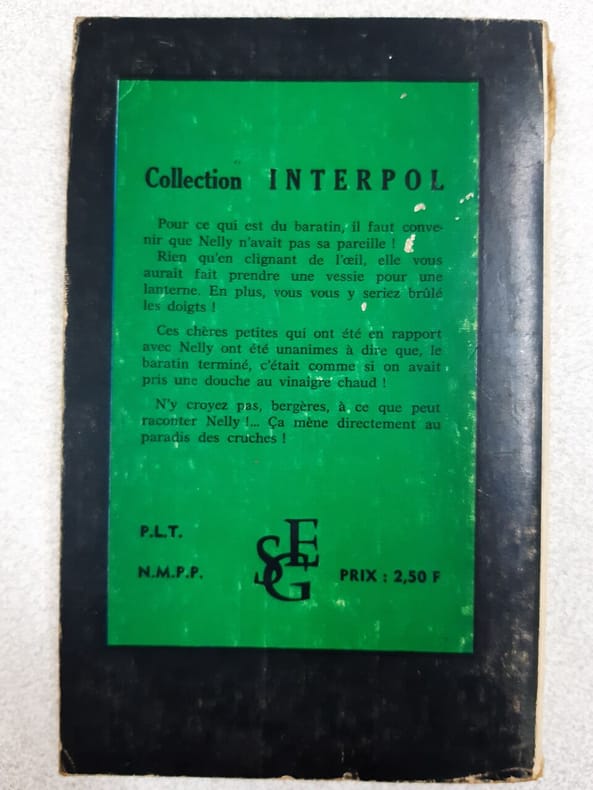 Collection INTERPOL
Pour ce qui est du baratin, il faut conve-
nir que Nelly n'avait pas sa pareille !
Rien qu'en clignant de l'œil, elle vous
aurait fait prendre une vessie pour une
lanterne. En plus, vous vous y seriez brûlé
les doigts !
Ces chères petites qui ont été en rapport
avec Nelly ont été unanimes à dire que, le
baratin terminé, c'était comme si on avait
pris une douche au vinaigre chaud !
N'y croyez pas, bergères, à ce que peut
raconter Nelly !... Ça mène directement au
paradis des cruches !
P.L.T.
SEG
N.M.P.P.
PRIX : 2,50 F